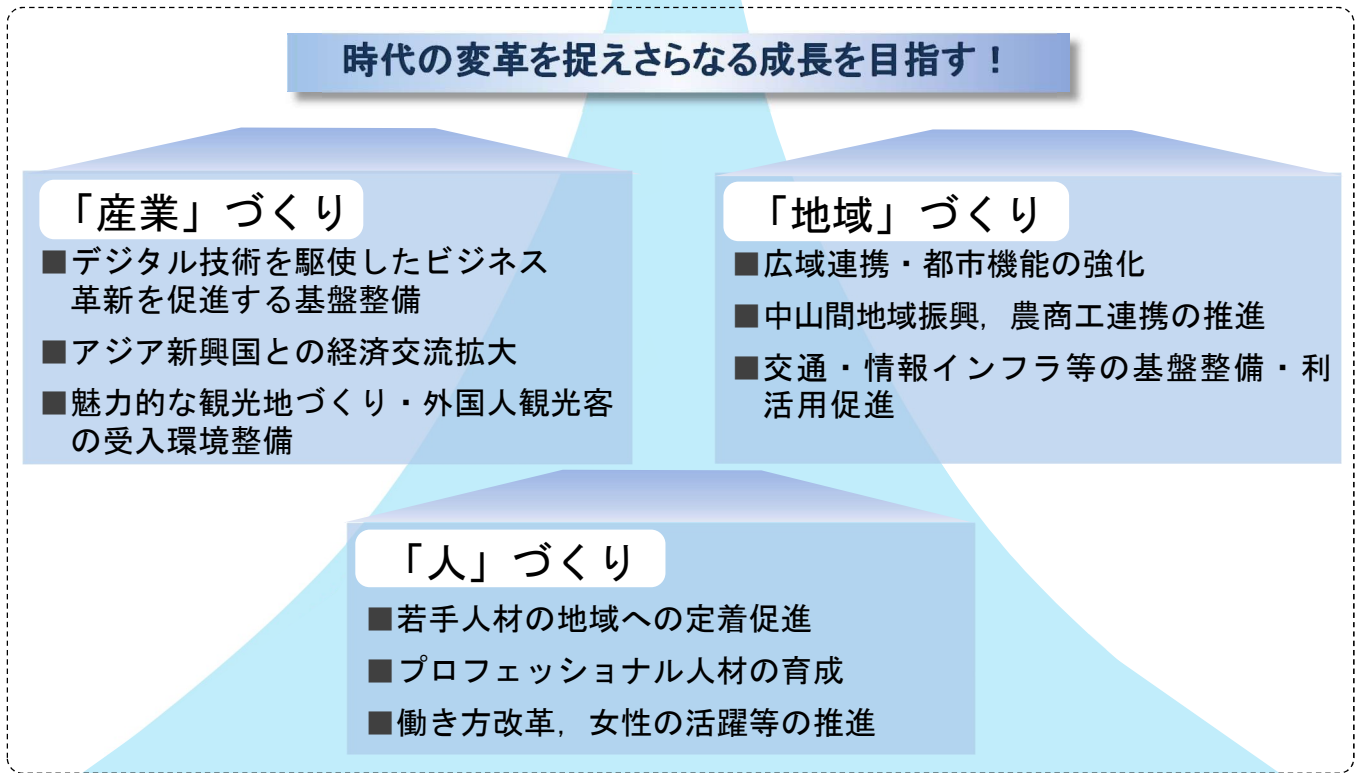 時代の変革を捉えさらなる成長を目指す！
「産業」づくり
■デジタル技術を駆使したビジネス
革新を促進する基盤整備
■アジア新興国との経済交流拡大
■魅力的な観光地づくり・外国人観光客
の受入環境整備
「地域」づくり
■広域連携・都市機能の強化
■中山間地域振興，農商工連携の推進
■交通・情報インフラ等の基盤整備・利
活用促進
「人」づくり
■若手人材の地域への定着促進
■プロフェッショナル人材の育成
■働き方改革，女性の活躍等の推進